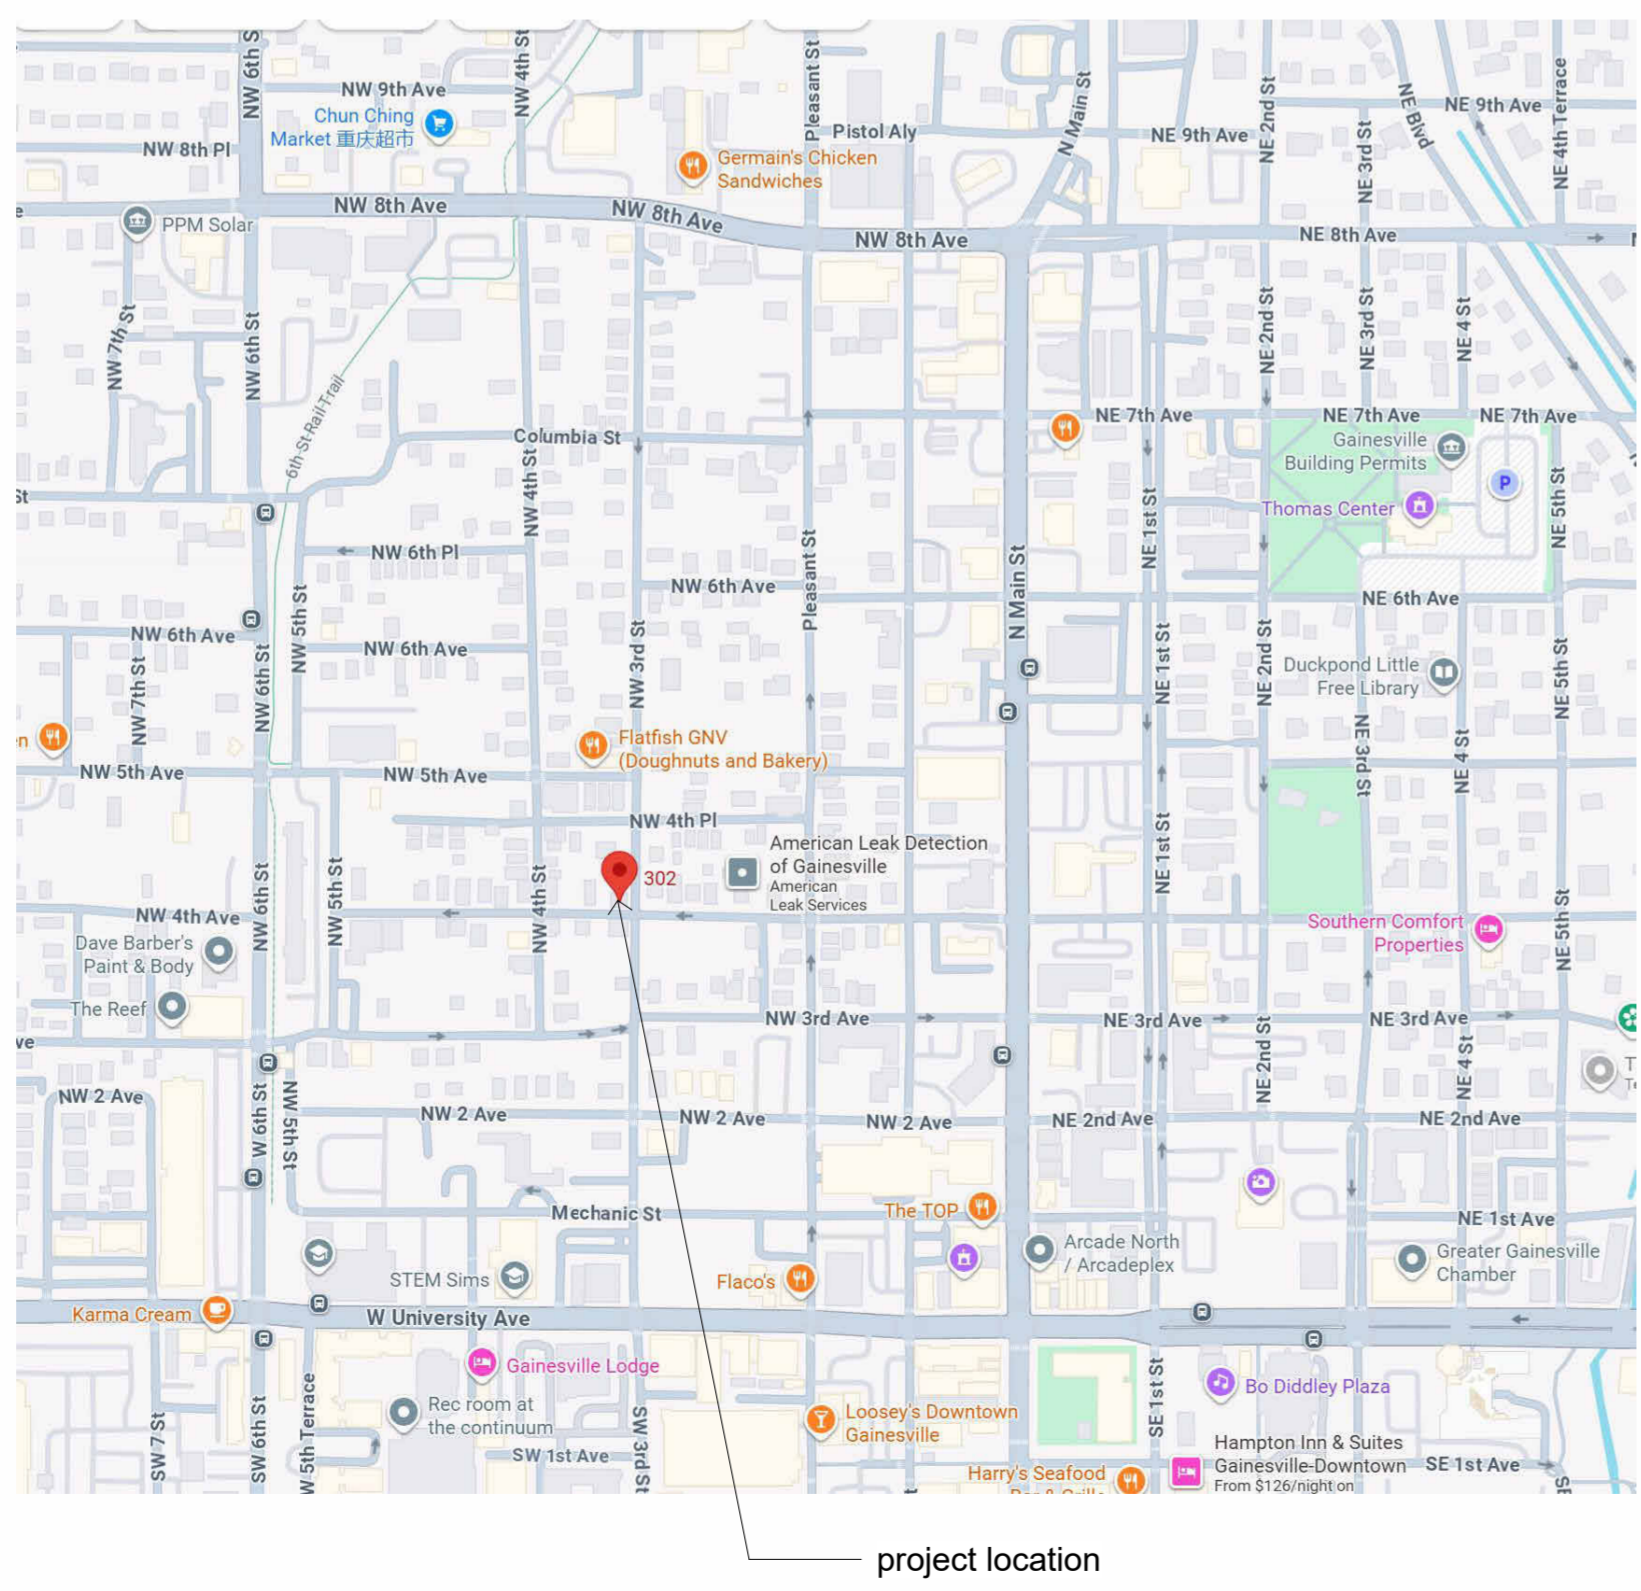 NW 6th S
NW 9th Ave
NW 4th St
Pleasant St
Pistol Aly
N Main St
NE 9th Ave
NE 2nd St
NE 3rd St
NE Blvd
NE 9th Ave
NE 4th Terrace
Chun Ching
Market 重庆超市
NW 8th Pl
Germain's Chicken
Sandwiches
PPM Solar
NW 8th Ave
NW 8th Ave
NW 8th Ave
NE 8th Ave
NW 7th St
NW 6th St
6th St Rail-Trail
NE 2nd St
NE 3rd St
NE 4 St
Columbia St
NE 7th Ave
NE 7th Ave
NE 7th Ave
Gainesville
Building Permits
P
Thomas Center
St
NW 4th St
NW 6th Pl
NW 5th St
NW 6th Ave
Pleasant St
N Main St
NE 1st St
NE 5th St
NE 6th Ave
NW 6th Ave
NW 7th St
NW 6th St
NW 6th Ave
NW 3rd St
NE 1st St
NE 2nd St
Duckpond Little
Free Library
NE 5th St
n
Flatfish GNV
(Doughnuts and Bakery)
NE 3rd St
NE 4 St
NW 5th Ave
NW 5th Ave
NW 4th Pl
American Leak Detection
of Gainesville
American
Leak Services
302
NE 1st St
NW 4th Ave
NW 6th St
NW 5th St
NW 4th St
Dave Barber's
Paint & Body
The Reef
Southern Comfort
Properties
NE 5th St
NW 3rd Ave
NE 3rd Ave
NE 3rd Ave
NE 2nd St
NE 4 St
ve
T
Te
NW 2 Ave
W 6th St
NW 5th St
NW 2 Ave
NW 2 Ave
NW 2 Ave
NE 2nd Ave
NE 2nd Ave
Mechanic St
The TOP
NE 1st Ave
Arcade North
/ Arcadeplex
Greater Gainesville
Chamber
STEM Sims
Flaco's
Karma Cream
W University Ave
Gainesville Lodge
Bo Diddley Plaza
SW 7 St
SW 6th St
W 5th Terrace
Rec room at
the continuum
SW 1st Ave
SW 3rd St
Loosey's Downtown
Gainesville
SE 1st St
Harry's Seafood
Hampton Inn & Suites
Gainesville-Downtown
From $126/night on
SE 1st Ave
project location